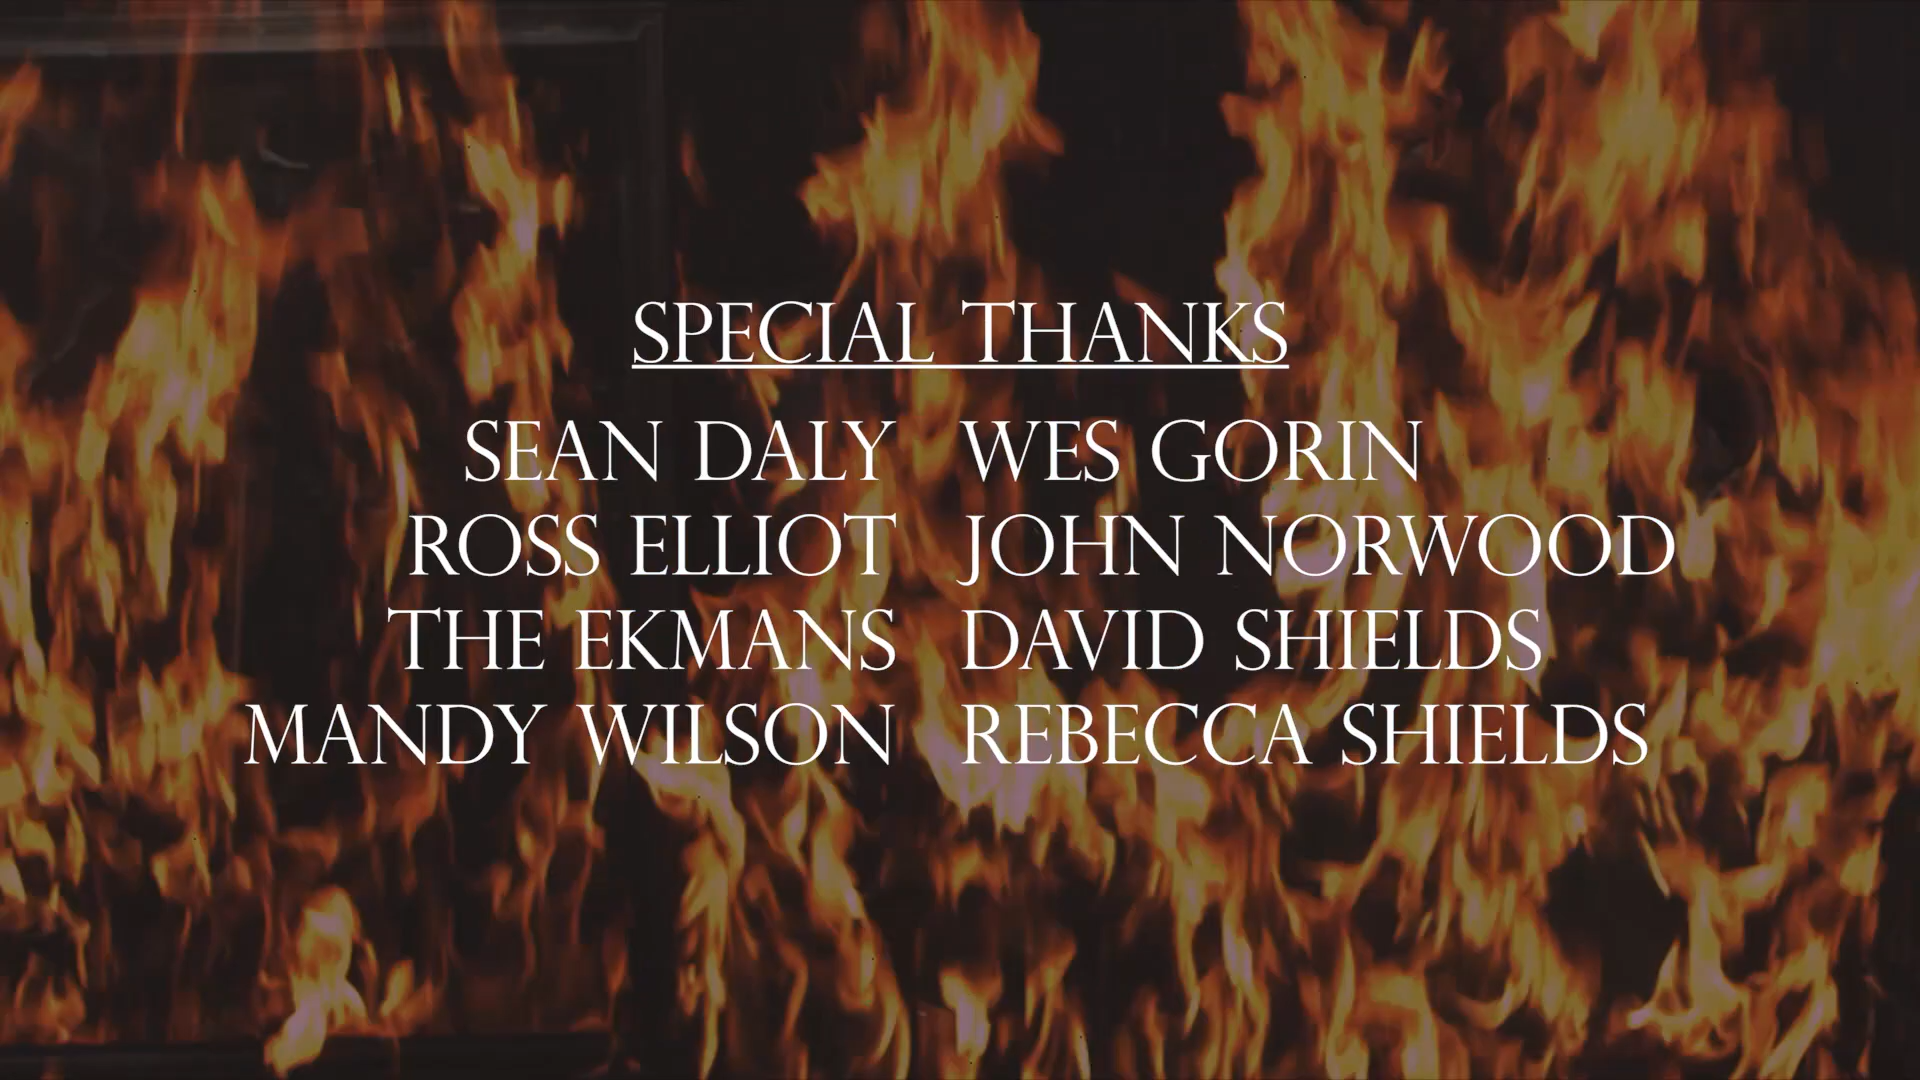 SPECIAL THANKS
SEAN DALY WES GORIN
ROSS ELLIOT JOHN NORWOOD
THE EKMANS DAVID SHIELDS
MANDY WILSON REBECCA SHIELDS